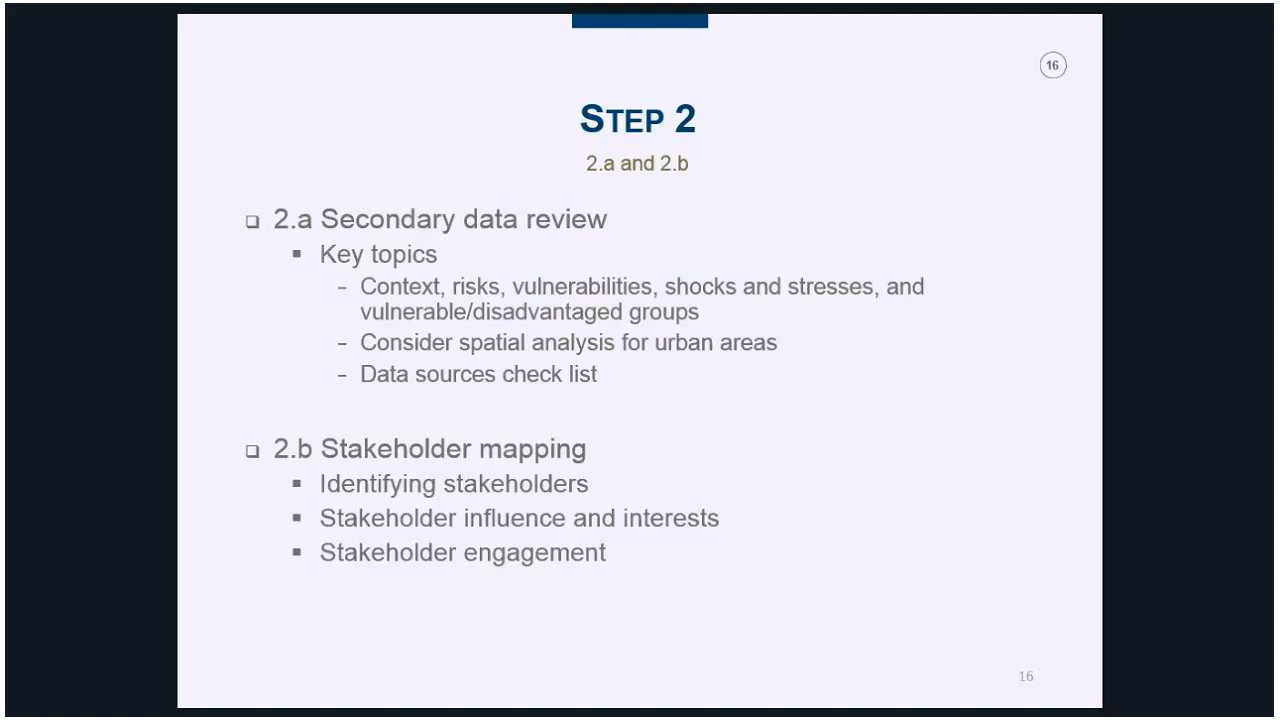 16
STEP 2
2.a and 2.b
2.a Secondary data review
Key topics
- Context, risks, vulnerabilities, shocks and stresses, and
vulnerable/disadvantaged groups
- Consider spatial analysis for urban areas
- Data sources check list
2.b Stakeholder mapping
Identifying stakeholders
Stakeholder influence and interests
Stakeholder engagement
16